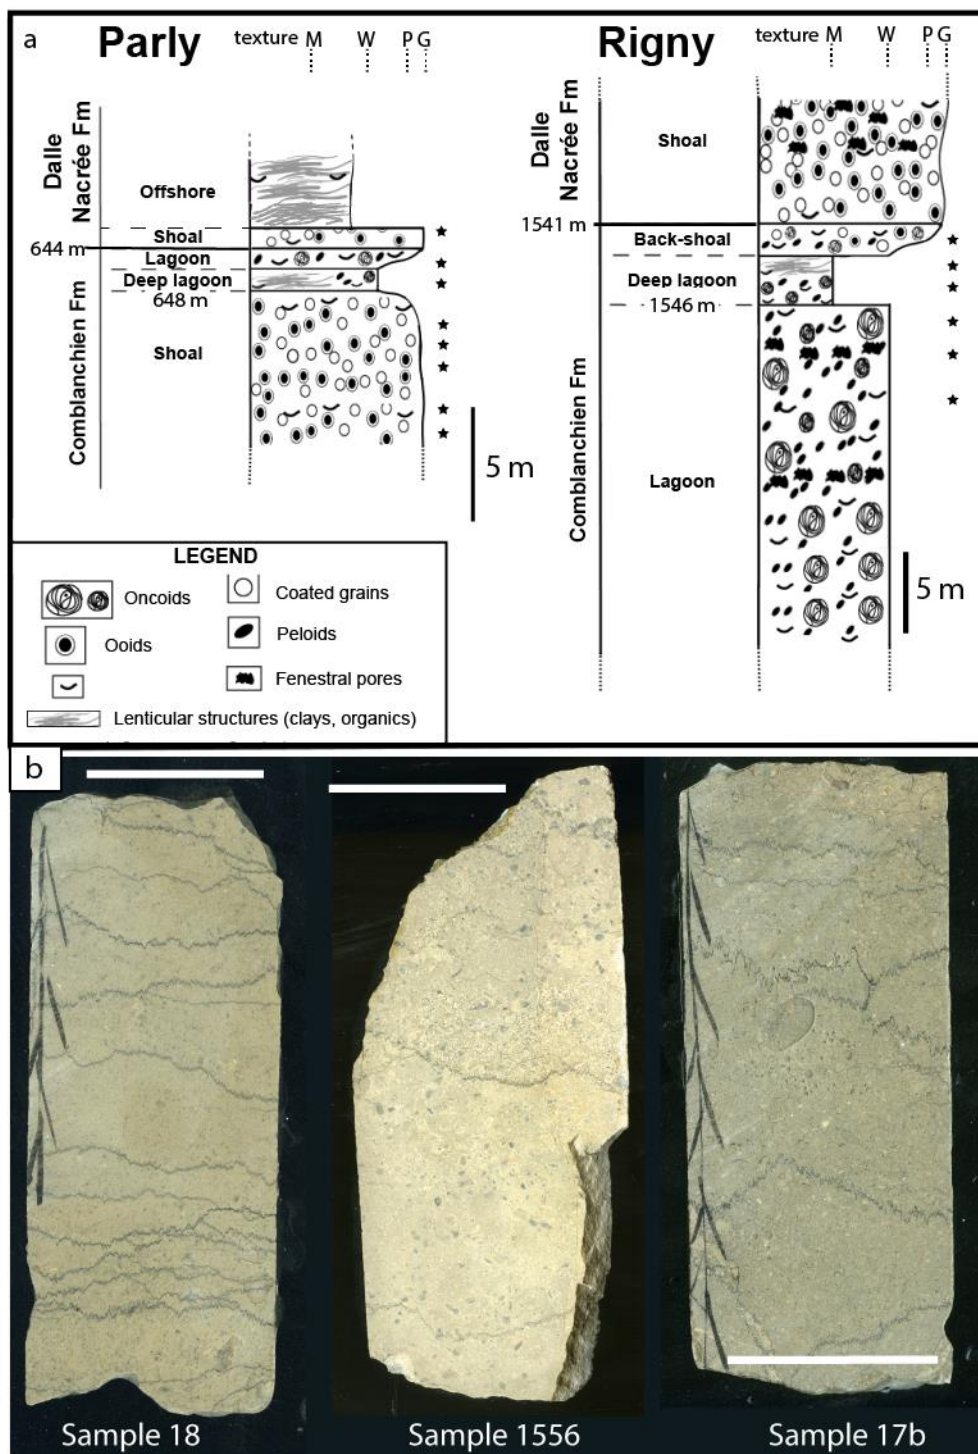 a
Parly
texture M W P G
Dalle
Nacrée Fm
Offshore
Shoal
644 m
Lagoon
Deep lagoon
648 m
Shoal
Comblanchien Fm
5 m
Rigny
texture M W P G
Dalle
Nacrée Fm
Shoal
1541 m
Back-shoal
Deep lagoon
1546 m
Comblanchien Fm
Lagoon
5 m
LEGEND
Oncoids
Coated grains
Ooids
Peloids
Fenestral pores
Lenticular structures (clays, organics)
b
Sample 18
Sample 1556
Sample 17b